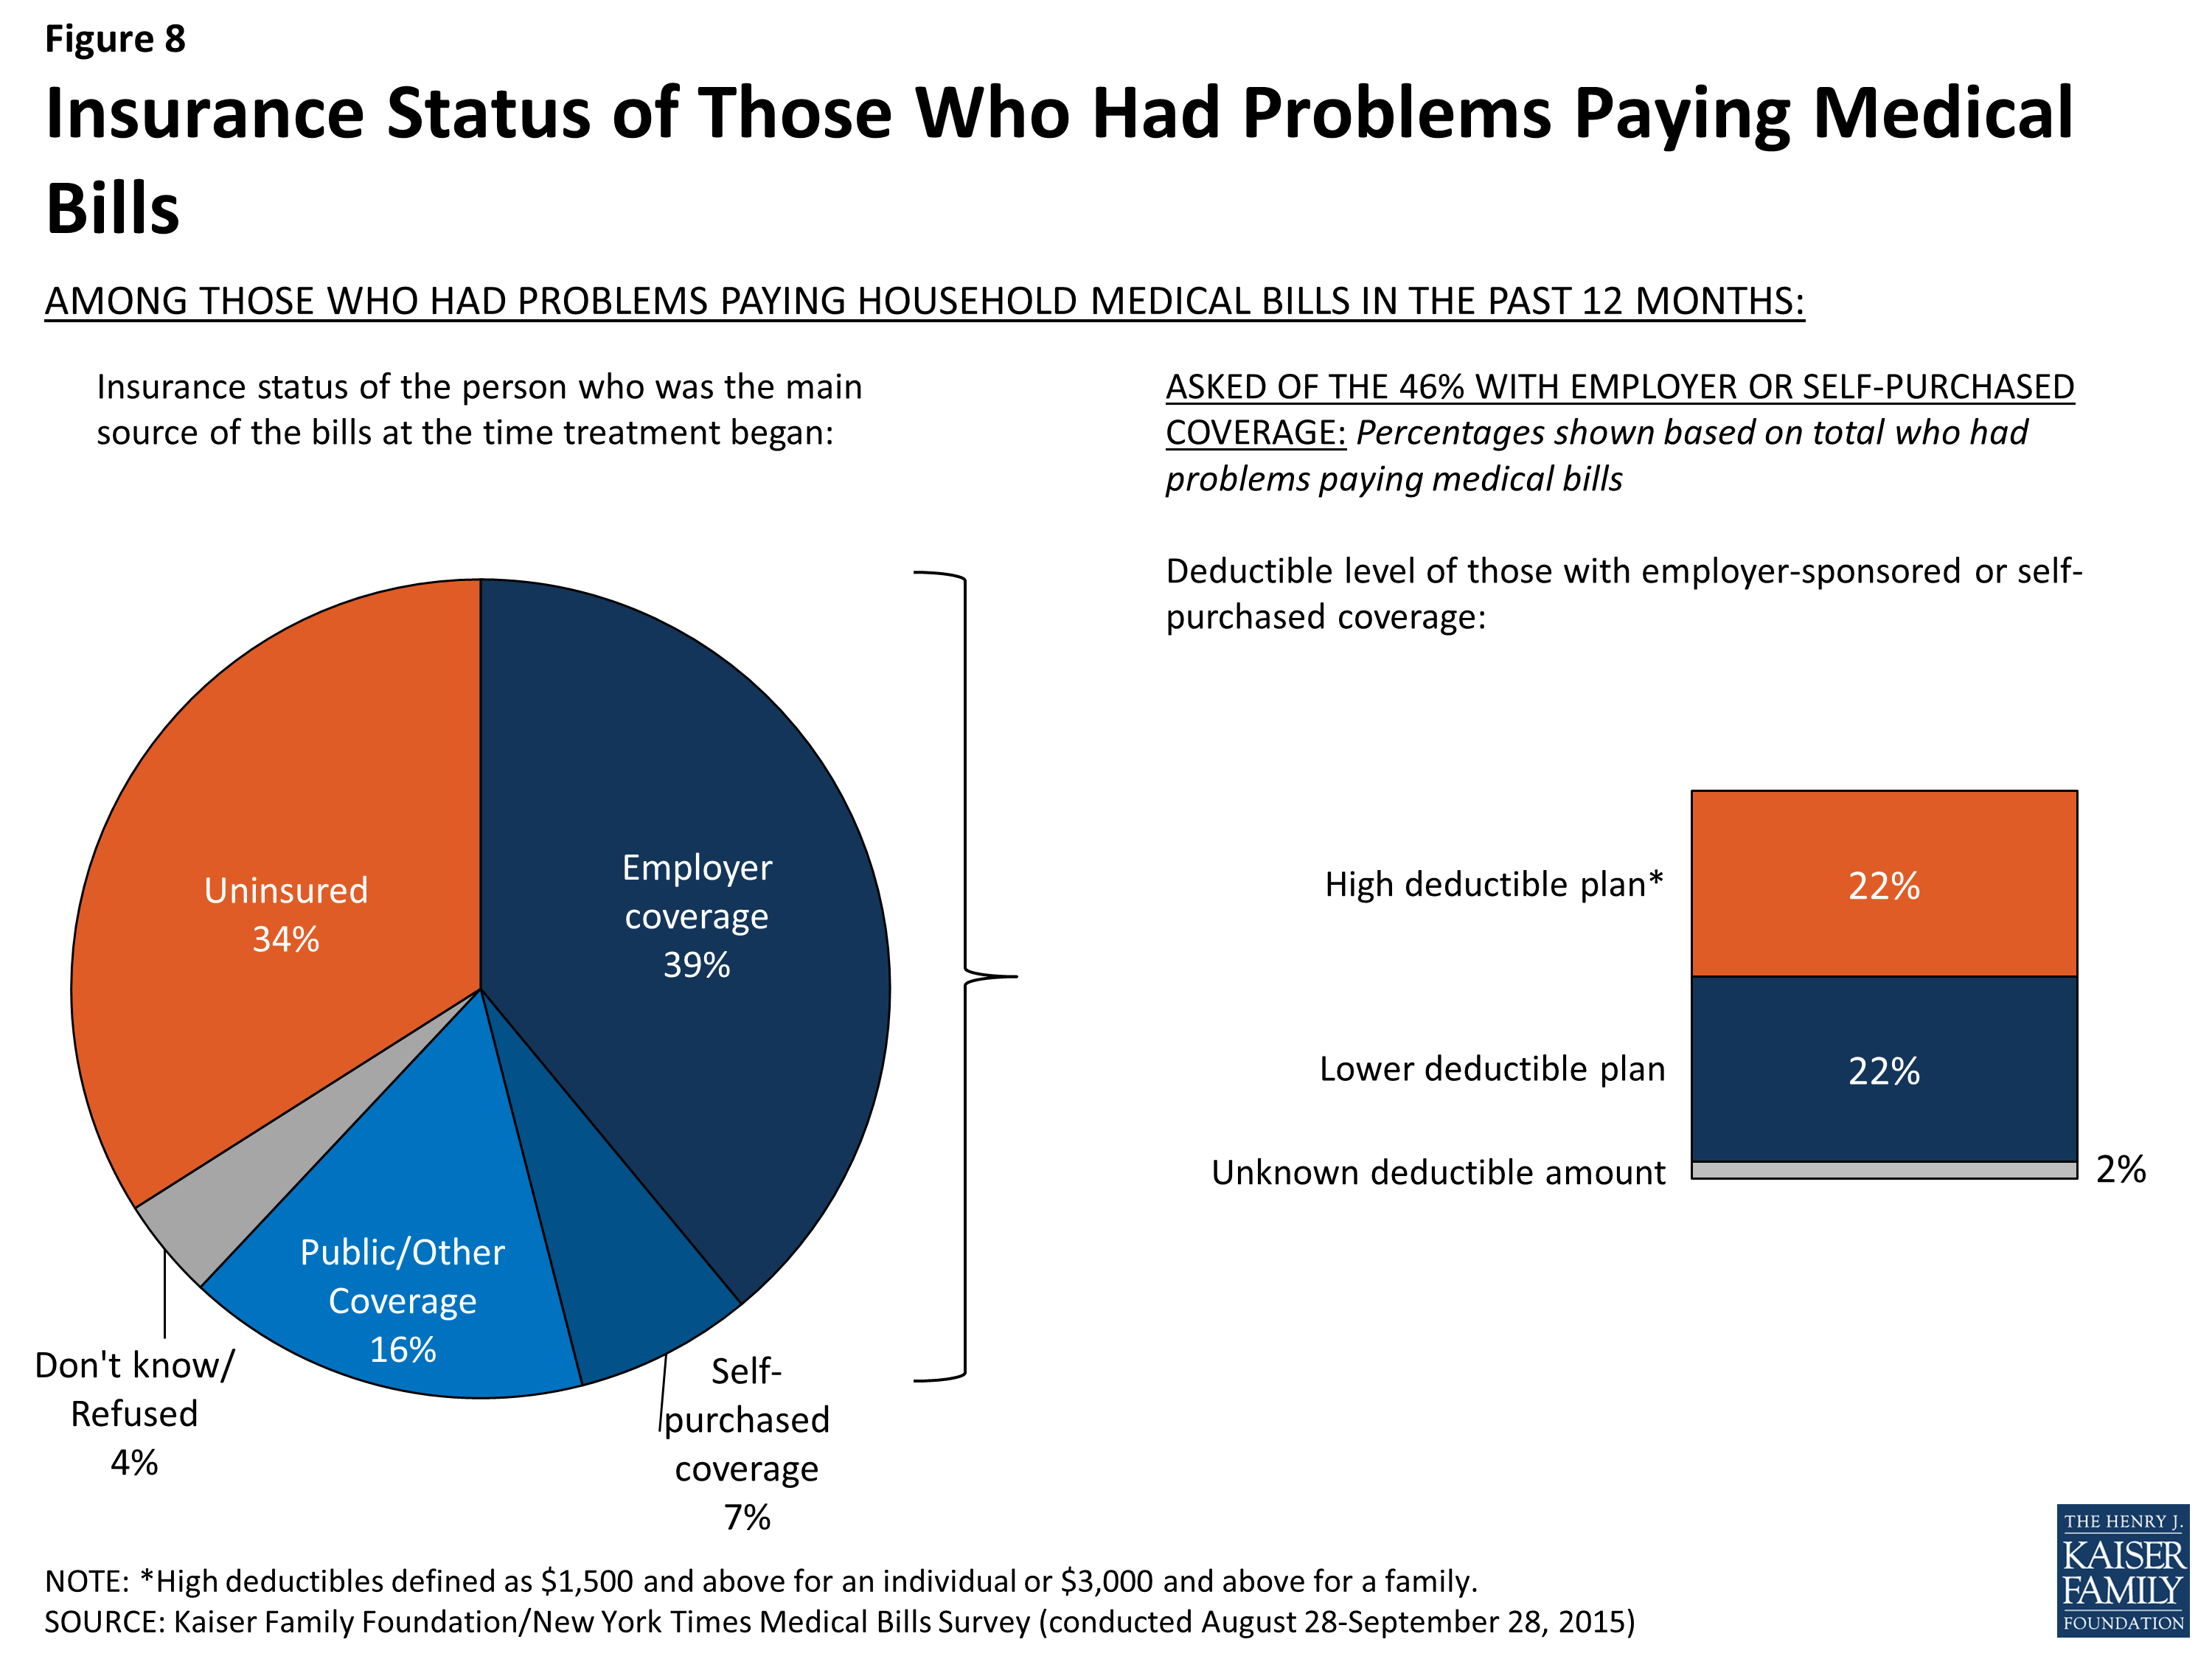 Figure 8
Insurance Status of Those Who Had Problems Paying Medical
Bills
AMONG THOSE WHO HAD PROBLEMS PAYING HOUSEHOLD MEDICAL BILLS IN THE PAST 12 MONTHS:
Insurance status of the person who was the main
source of the bills at the time treatment began:
Uninsured
34%
Employer
coverage
39%
Public/Other
Coverage
16%
Don't know/
Refused
4%
Self-
purchased
coverage
7%
ASKED OF THE 46% WITH EMPLOYER OR SELF-PURCHASED
COVERAGE: Percentages shown based on total who had
problems paying medical bills
Deductible level of those with employer-sponsored or self-
purchased coverage:
High deductible plan* 22%
Lower deductible plan 22%
Unknown deductible amount 2%
NOTE: *High deductibles defined as $1,500 and above for an individual or $3,000 and above for a family.
SOURCE: Kaiser Family Foundation/New York Times Medical Bills Survey (conducted August 28-September 28, 2015)
THE HENRY J.
KAISER
FAMILY
FOUNDATION